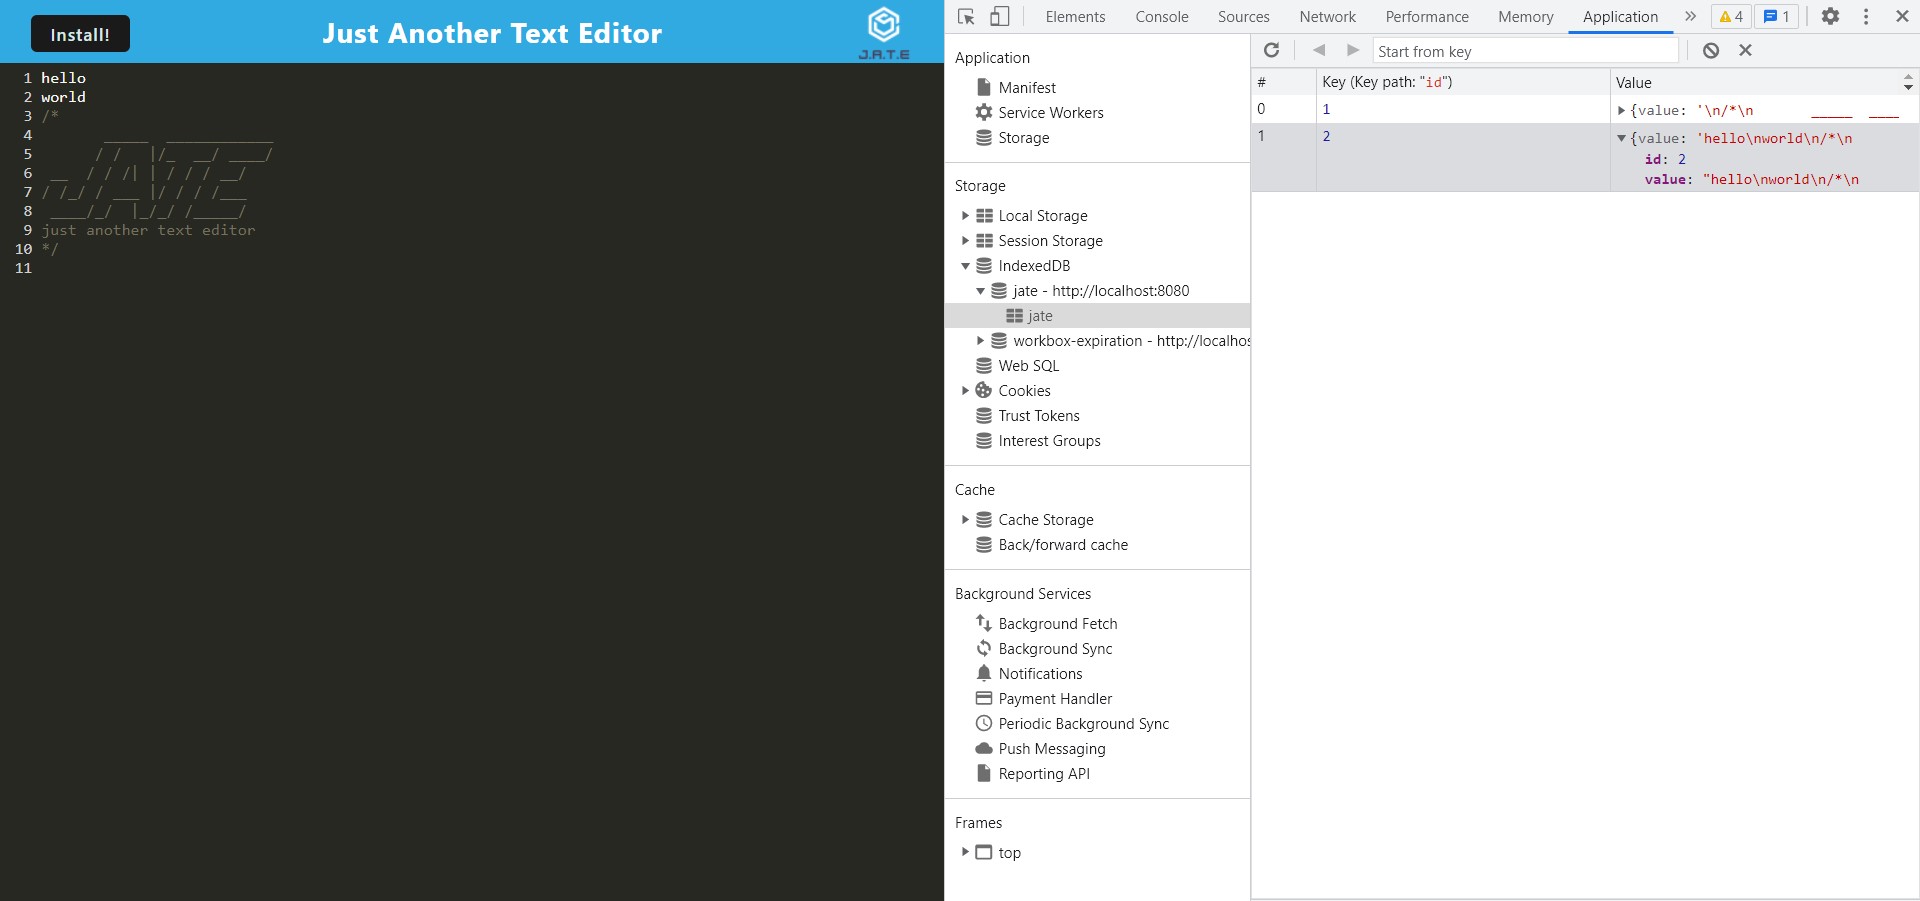 Install!
Just Another Text Editor
J.A.T.E
1 hello
2 world
3 /*
4        _____  ____________
5       / /   |/_  __/ ____/
6  __  / / /| | / / / __/
7 / /_/ / ___ |/ / / /___
8  ____/_/  |_/_/ /_____/
9 just another text editor
10 */
11
Elements Console Sources Network Performance Memory Application » 4 1
Application
Manifest
Service Workers
Storage
Storage
Local Storage
Session Storage
IndexedDB
jate - http://localhost:8080
jate
workbox-expiration - http://localhos
Web SQL
Cookies
Trust Tokens
Interest Groups
Cache
Cache Storage
Back/forward cache
Background Services
Background Fetch
Background Sync
Notifications
Payment Handler
Periodic Background Sync
Push Messaging
Reporting API
Frames
top
Start from key
# Key (Key path: "id") Value
0 1 {value: '\n/*\n       _____  ____
1 2 {value: 'hello\nworld\n/*\n
id: 2
value: "hello\nworld\n/*\n